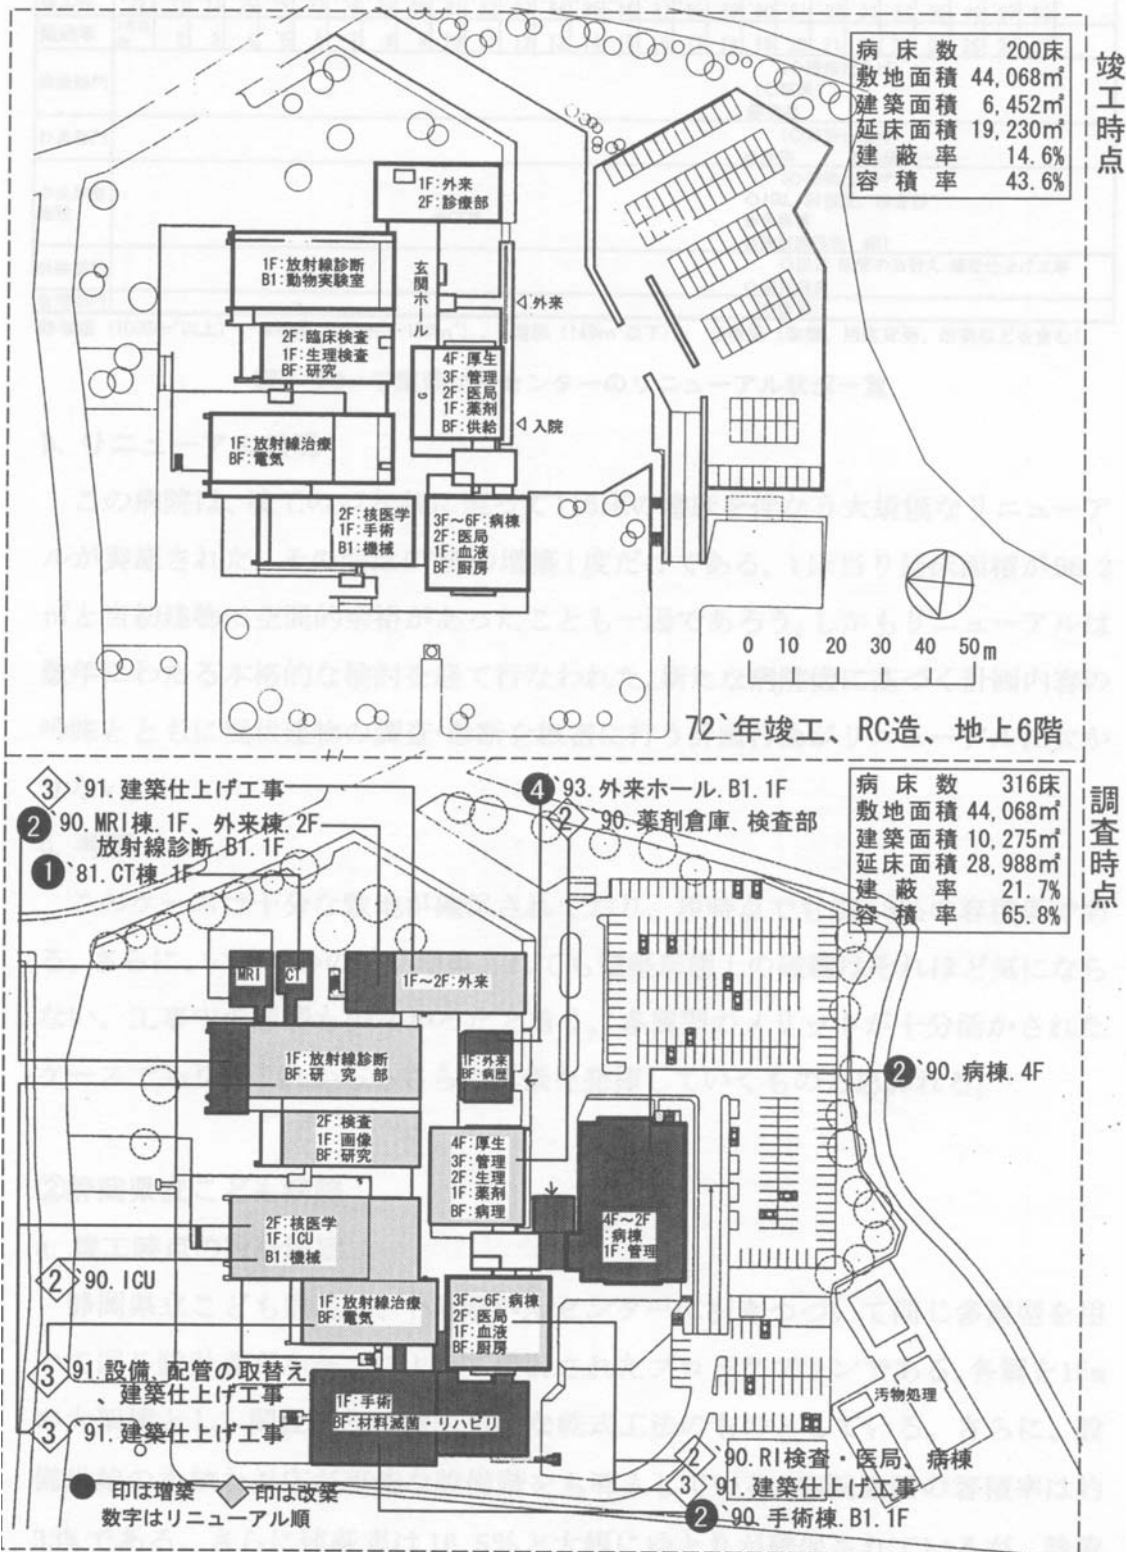 病床数 200床
敷地面積 44,068㎡
建築面積 6,452㎡
延床面積 19,230㎡
建蔽率 14.6%
容積率 43.6%
竣工時点
1F:外来
2F:診療部
1F:放射線診断
B1:動物実験室
玄関ホール
◁外来
2F:臨床検査
1F:生理検査
BF:研究
4F:厚生
3F:管理
2F:医局
1F:薬剤
BF:供給
G
◁入院
1F:放射線治療
BF:電気
2F:核医学
1F:手術
B1:機械
3F〜6F:病棟
2F:医局
1F:血液
BF:厨房
0 10 20 30 40 50m
72`年竣工、RC造、地上6階
3 `91.建築仕上げ工事
2 `90.MRI棟.1F、外来棟.2F
放射線診断.B1.1F
1 `81.CT棟.1F
4 `93.外来ホール.B1.1F
2 `90.薬剤倉庫、検査部
病床数 316床
敷地面積 44,068㎡
建築面積 10,275㎡
延床面積 28,988㎡
建蔽率 21.7%
容積率 65.8%
調査時点
MRI
CT
1F〜2F:外来
1F:放射線診断
BF:研究部
1F:外来
BF:病歴
2 `90.病棟.4F
2F:検査
1F:画像
BF:研究
4F:厚生
3F:管理
2F:生理
1F:薬剤
BF:病理
4F〜2F
:病棟
1F:管理
2F:核医学
1F:ICU
B1:機械
2 `90.ICU
1F:放射線治療
BF:電気
3F〜6F:病棟
2F:医局
1F:血液
BF:厨房
3 `91.設備、配管の取替え
建築仕上げ工事
3 `91.建築仕上げ工事
1F:手術
BF:材料滅菌・リハビリ
汚物処理
2 `90.RI検査・医局、病棟
3 `91.建築仕上げ工事
2 `90.手術棟.B1.1F
●印は増築 ◆印は改築
数字はリニューアル順